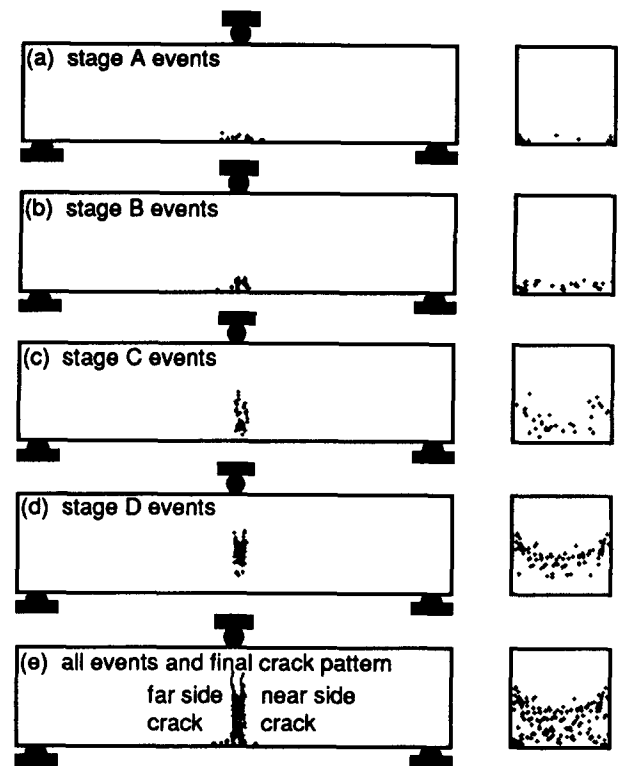 (a) stage A events
(b) stage B events
(c) stage C events
(d) stage D events
(e) all events and final crack pattern
far side near side
crack crack